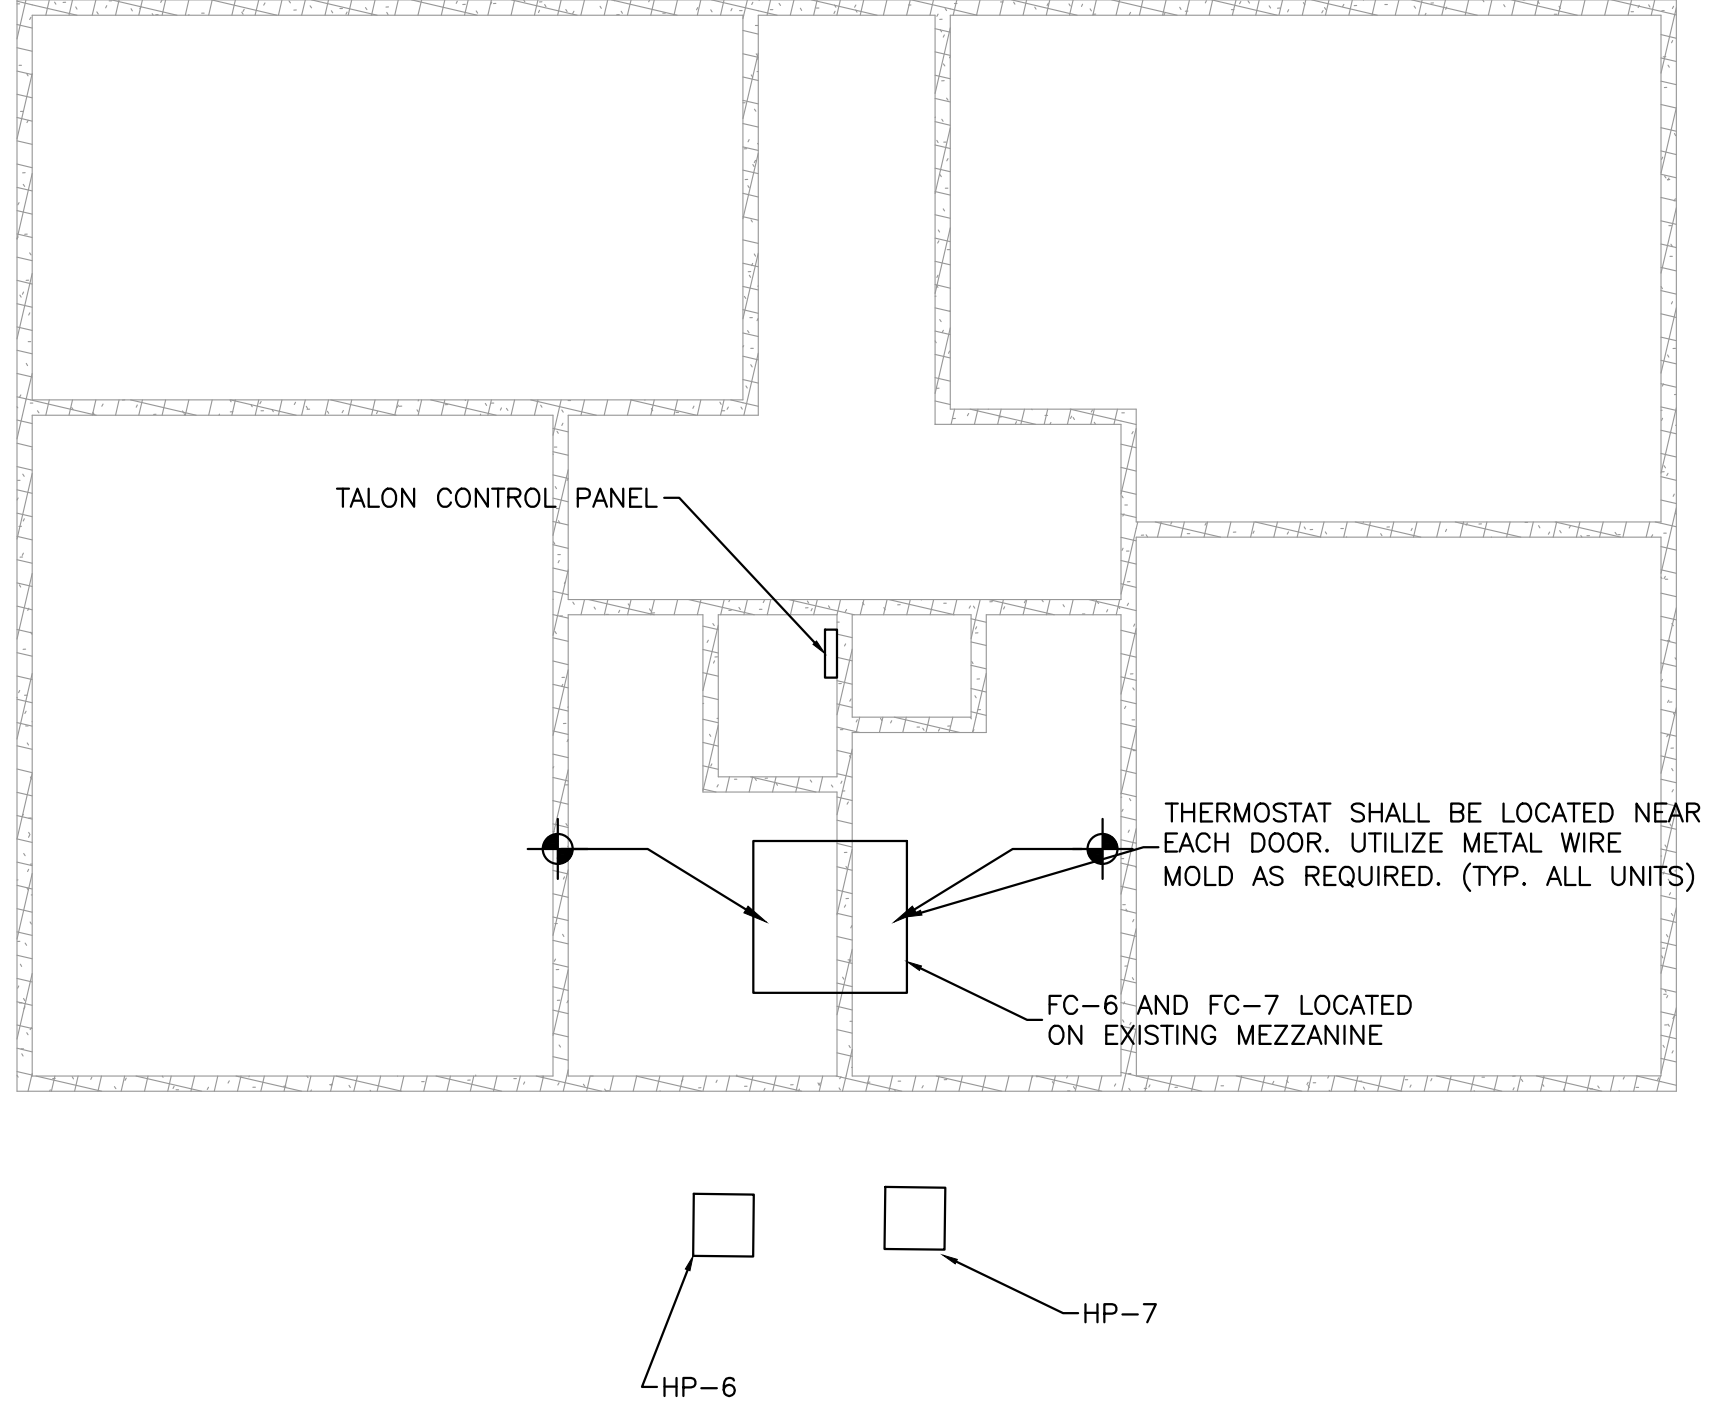 TALON CONTROL PANEL
THERMOSTAT SHALL BE LOCATED NEAR
EACH DOOR. UTILIZE METAL WIRE
MOLD AS REQUIRED. (TYP. ALL UNITS)
FC-6 AND FC-7 LOCATED
ON EXISTING MEZZANINE
HP-7
HP-6